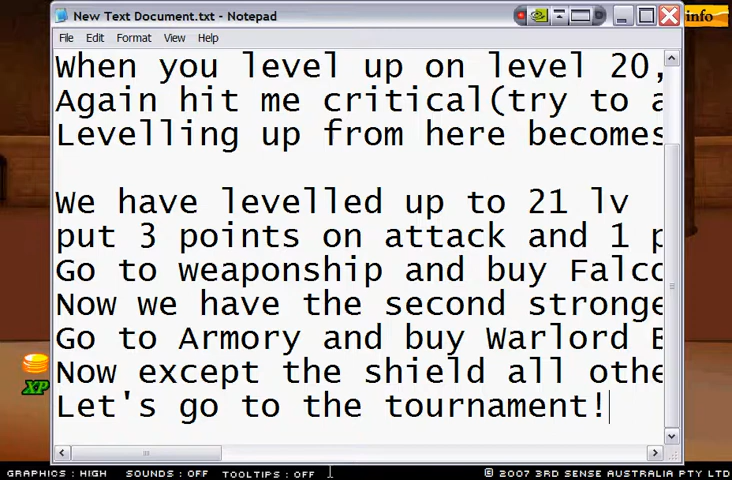 New Text Document.txt - Notepad
info
File Edit Format View Help
When you level up on level 20,
Again hit me critical(try to a
Levelling up from here becomes
We have levelled up to 21 lv
put 3 points on attack and 1 p
Go to weaponship and buy Falco
Now we have the second stronge
Go to Armory and buy Warlord B
Now except the shield all othe
Let's go to the tournament!
XP
GRAPHICS : HIGH SOUNDS : OFF TOOLTIPS : OFF © 2007 3RD SENSE AUSTRALIA PTY LTD